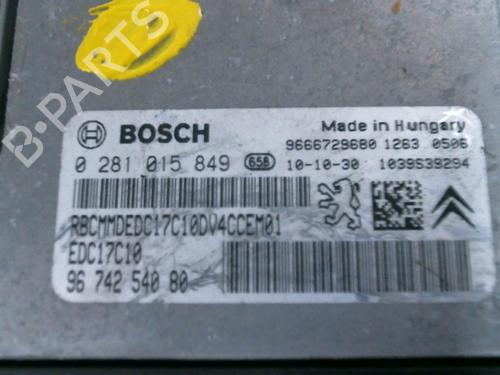 B-PARTS
BOSCH
Made in Hungary
9666729680 1263 0506
0 281 015 849 658 10-10-30 1039S39294
RBCMMDEDC17C10DV4CCEM01
EDC17C10
96 742 540 80